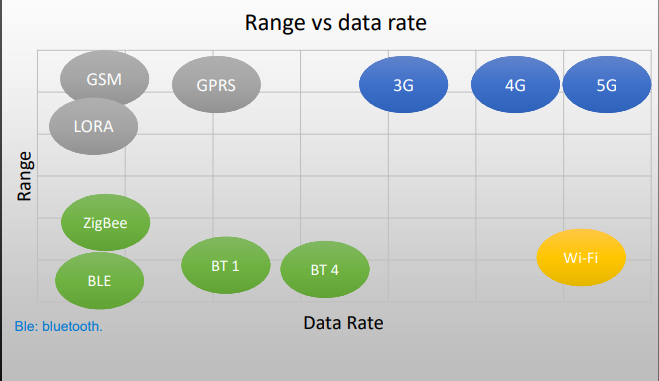 Range vs data rate
GSM
GPRS
3G
4G
5G
LORA
Range
ZigBee
BLE
BT 1
BT 4
Wi-Fi
Data Rate
Ble: bluetooth.